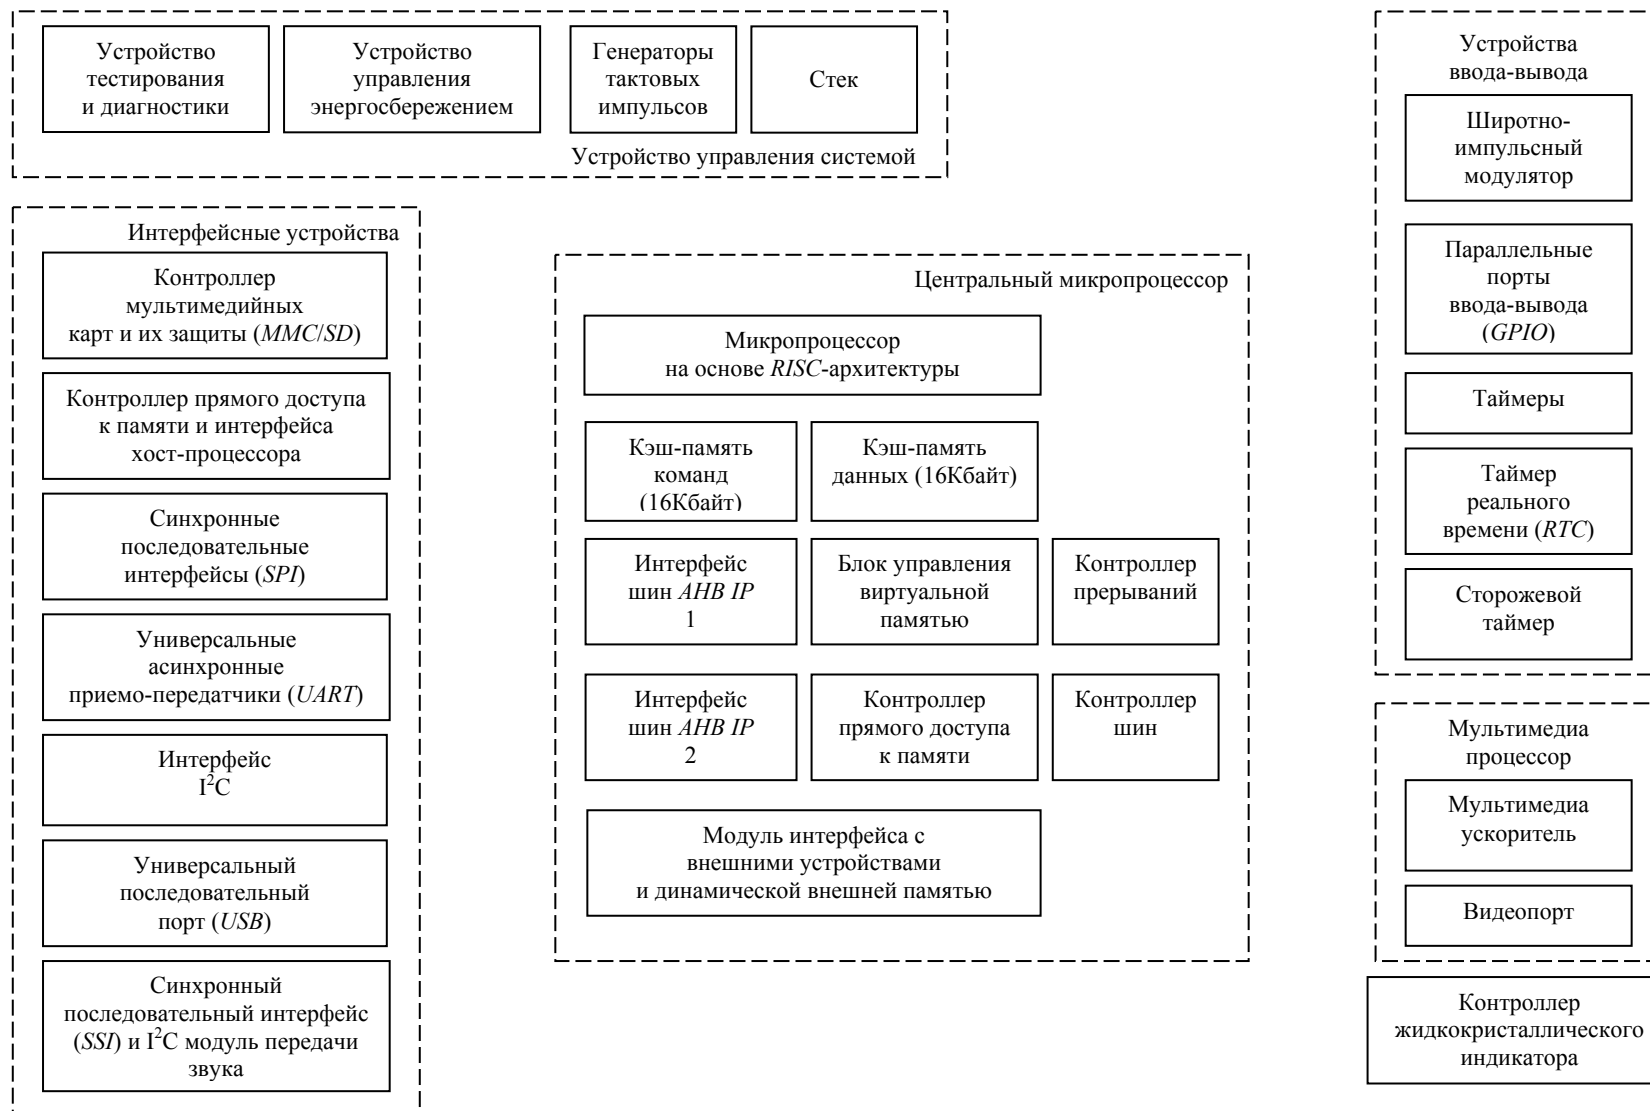 Устройство
тестирования
и диагностики
Устройство
управления
энергосбережением
Генераторы
тактовых
импульсов
Стек
Устройство управления системой
Интерфейсные устройства
Контроллер
мультимедийных
карт и их защиты (MMC/SD)
Контроллер прямого доступа
к памяти и интерфейса
хост-процессора
Синхронные
последовательные
интерфейсы (SPI)
Универсальные
асинхронные
приемо-передатчики (UART)
Интерфейс
I²C
Универсальный
последовательный
порт (USB)
Синхронный
последовательный интерфейс
(SSI) и I²C модуль передачи
звука
Центральный микропроцессор
Микропроцессор
на основе RISC-архитектуры
Кэш-память
команд
(16Кбайт)
Кэш-память
данных (16Кбайт)
Интерфейс
шин AHB IP
1
Блок управления
виртуальной
памятью
Контроллер
прерываний
Интерфейс
шин AHB IP
2
Контроллер
прямого доступа
к памяти
Контроллер
шин
Модуль интерфейса с
внешними устройствами
и динамической внешней памятью
Устройства
ввода-вывода
Широтно-
импульсный
модулятор
Параллельные
порты
ввода-вывода
(GPIO)
Таймеры
Таймер
реального
времени (RTC)
Сторожевой
таймер
Мультимедиа
процессор
Мультимедиа
ускоритель
Видеопорт
Контроллер
жидкокристаллического
индикатора